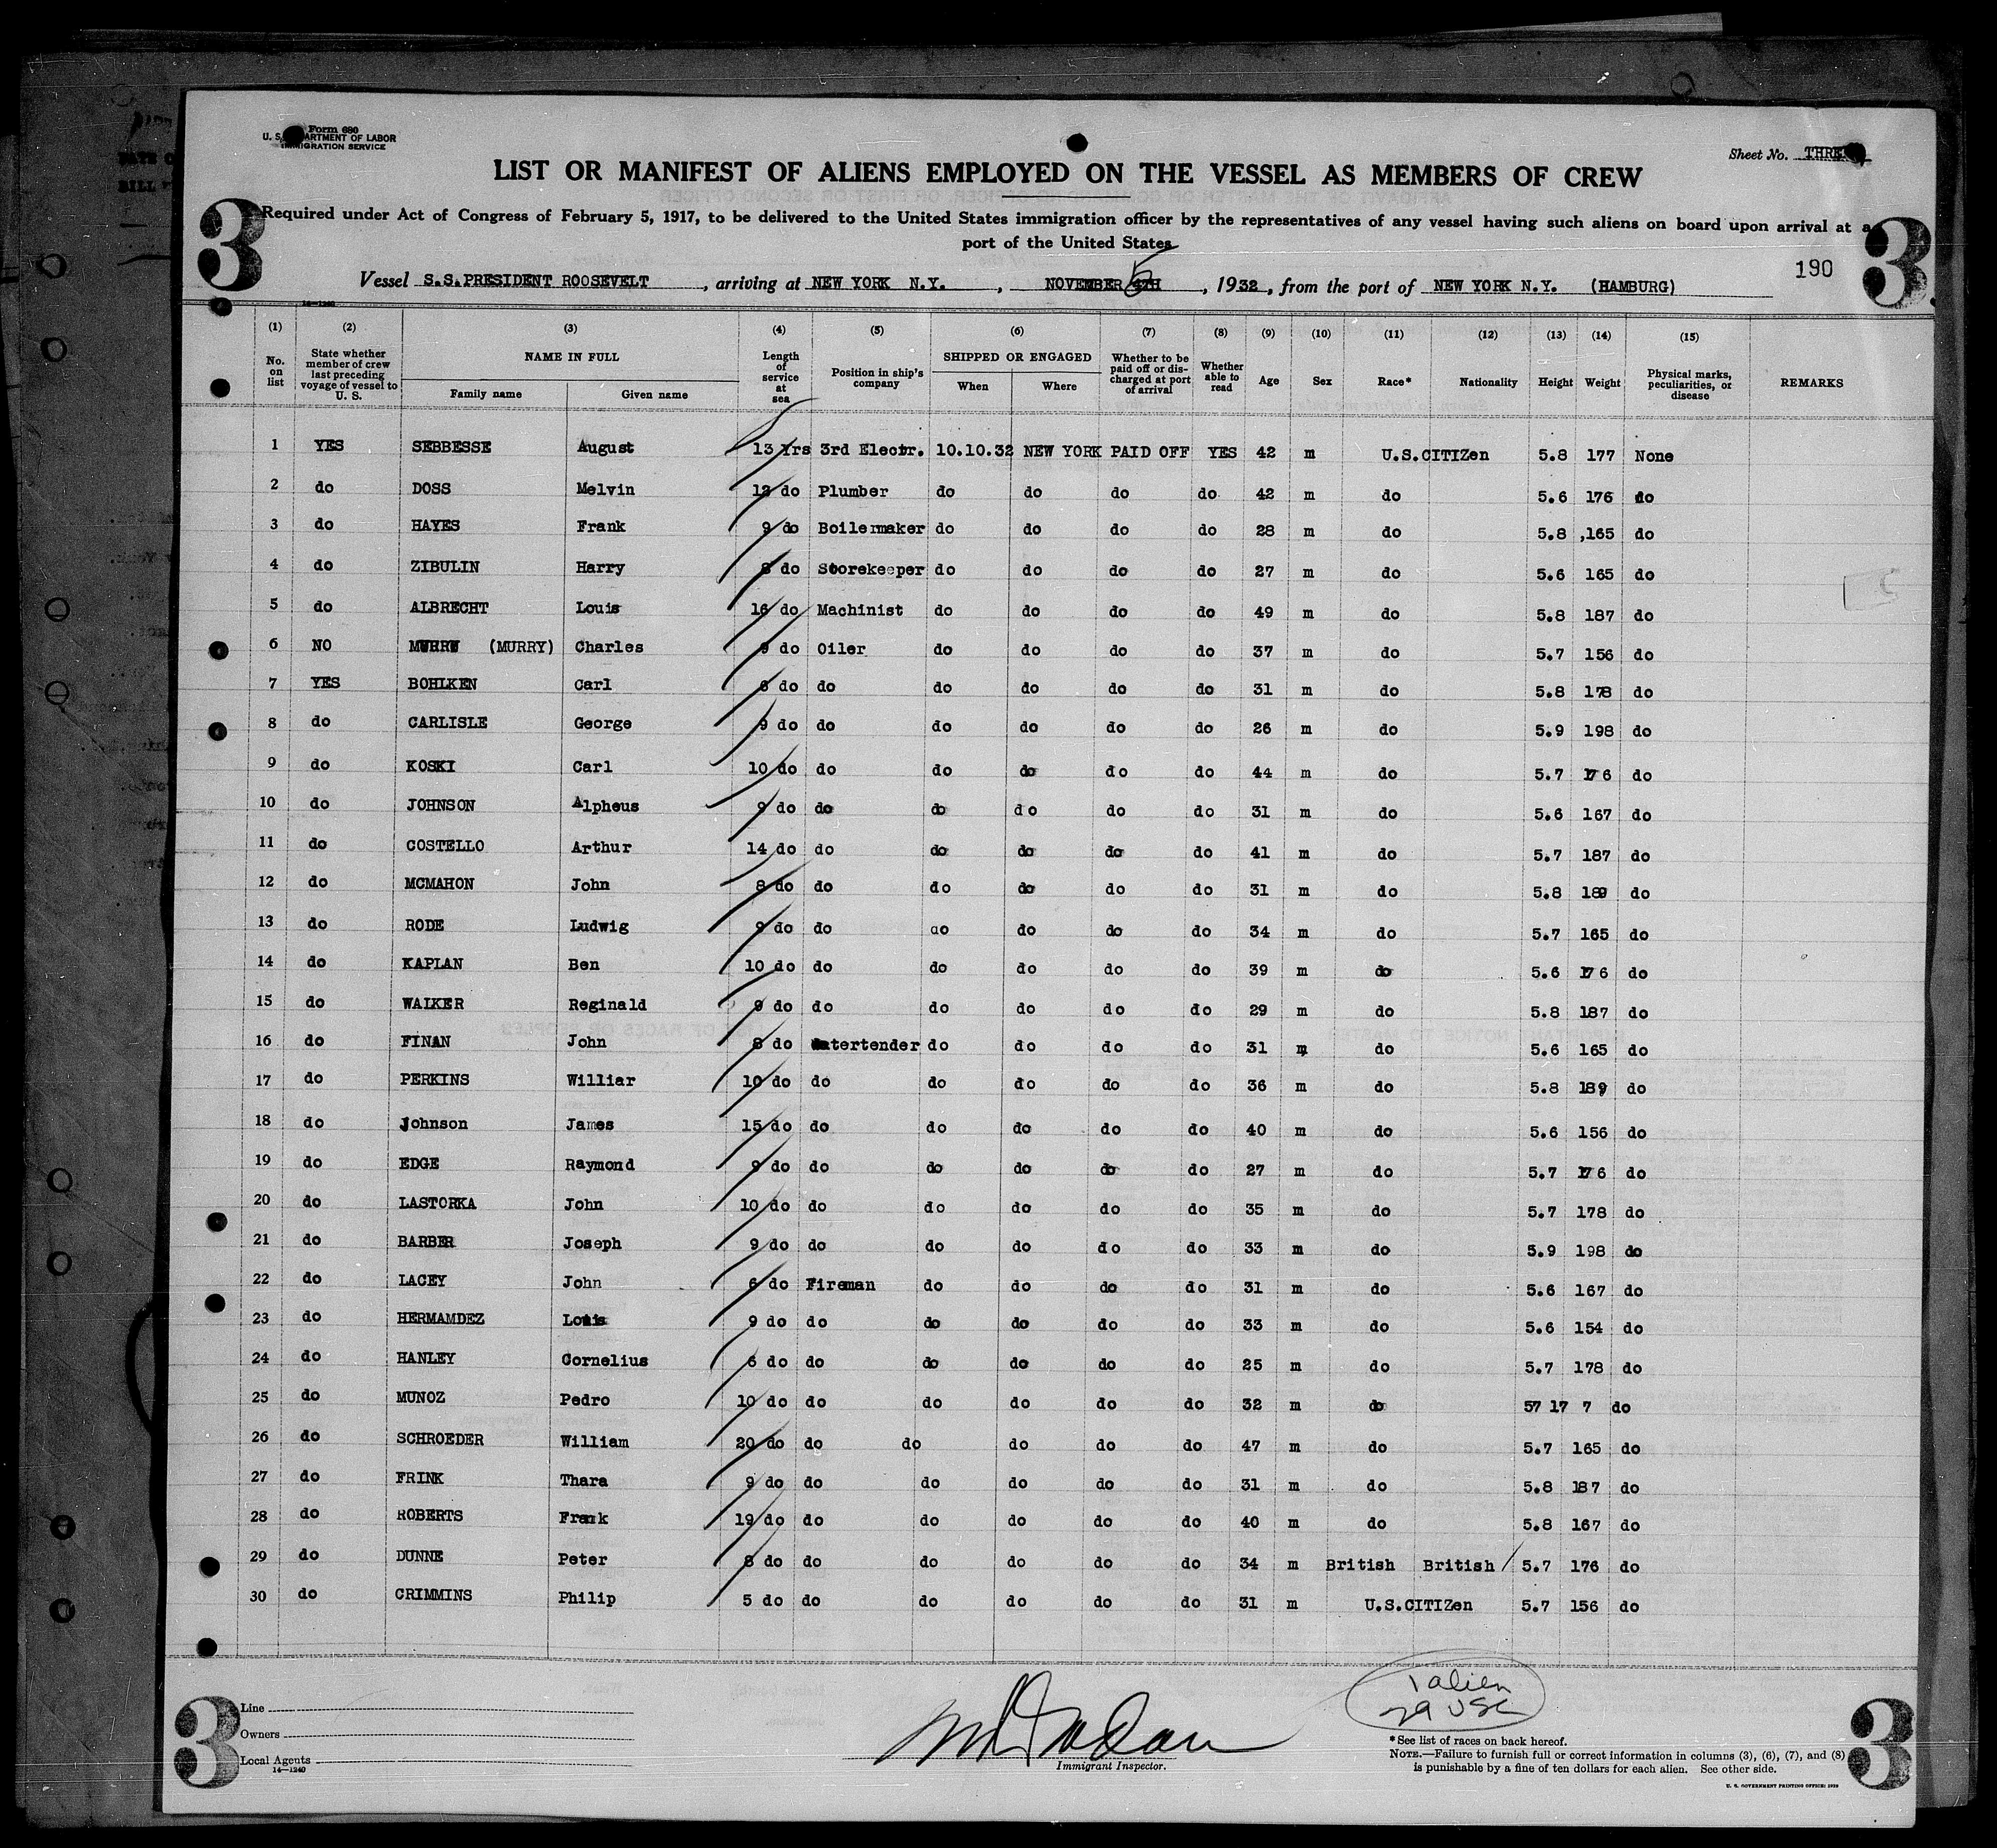 Form 680
U. S. DEPARTMENT OF LABOR
IMMIGRATION SERVICE
Sheet No. THREE
LIST OR MANIFEST OF ALIENS EMPLOYED ON THE VESSEL AS MEMBERS OF CREW
3
3
Required under Act of Congress of February 5, 1917, to be delivered to the United States immigration officer by the representatives of any vessel having such aliens on board upon arrival at a
port of the United States
190
Vessel S.S.PRESIDENT ROOSEVELT, arriving at NEW YORK N.Y., NOVEMBER 5, 1932, from the port of NEW YORK N.Y. (HAMBURG)
14—1240
(1) (2) (3) (4) (5) (6) (7) (8) (9) (10) (11) (12) (13) (14) (15)
No. on list State whether member of crew last preceding voyage of vessel to U. S. NAME IN FULL Family name Given name Length of service at sea Position in ship's company SHIPPED OR ENGAGED When Where Whether to be paid off or discharged at port of arrival Whether able to read Age Sex Race* Nationality Height Weight Physical marks, peculiarities, or disease REMARKS
1 YES SEBBESSE August 13 Yrs 3rd Electr. 10.10.32 NEW YORK PAID OFF YES 42 m U.S.CITIZen 5.8 177 None
2 do DOSS Melvin 12 do Plumber do do do do 42 m do 5.6 176 do
3 do HAYES Frank 9 do Boilermaker do do do do 28 m do 5.8 ,165 do
4 do ZIBULIN Harry 8 do Storekeeper do do do do 27 m do 5.6 165 do
5 do ALBRECHT Louis 16 do Machinist do do do do 49 m do 5.8 187 do
6 NO (MURRY) Charles 9 do Oiler do do do do 37 m do 5.7 156 do
7 YES BOHLKEN Carl 8 do do do do do do 31 m do 5.8 178 do
8 do CARLISLE George 9 do do do do do do 26 m do 5.9 198 do
9 do KOSKI Carl 10 do do do do do do 44 m do 5.7 176 do
10 do JOHNSON Alpheus 9 do do do do do do 31 m do 5.6 167 do
11 do COSTELLO Arthur 14 do do do do do do 41 m do 5.7 187 do
12 do MCMAHON John 8 do do do do do do 31 m do 5.8 189 do
13 do RODE Ludwig 9 do do do do do do 34 m do 5.7 165 do
14 do KAPLAN Ben 10 do do do do do do 39 m do 5.6 176 do
15 do WALKER Reginald 9 do do do do do do 29 m do 5.8 187 do
16 do FINAN John 8 do Watertender do do do do 31 m do 5.6 165 do
17 do PERKINS Williar 10 do do do do do do 36 m do 5.8 189 do
18 do Johnson James 15 do do do do do do 40 m do 5.6 156 do
19 do EDGE Raymond 9 do do do do do do 27 m do 5.7 176 do
20 do LASTORKA John 10 do do do do do do 35 m do 5.7 178 do
21 do BARBER Joseph 9 do do do do do do 33 m do 5.9 198 do
22 do LACEY John 6 do Fireman do do do do 31 m do 5.6 167 do
23 do HERMAMDEZ Louis 9 do do do do do do 33 m do 5.6 154 do
24 do HANLEY Cornelius 6 do do do do do do 25 m do 5.7 178 do
25 do MUNOZ Pedro 10 do do do do do do 32 m do 57 17 7 do
26 do SCHROEDER William 20 do do do do do do 47 m do 5.7 165 do
27 do FRINK Thara 9 do do do do do do 31 m do 5.8 187 do
28 do ROBERTS Frank 19 do do do do do do 40 m do 5.8 167 do
29 do DUNNE Peter 8 do do do do do do 34 m British British 5.7 176 do
30 do CRIMMINS Philip 5 do do do do do do 31 m U.S.CITIZen 5.7 156 do
1 alien
29 USC
3
3
Line
Owners
Local Agents
14—1240
Immigrant Inspector.
*See list of races on back hereof.
NOTE.—Failure to furnish full or correct information in columns (3), (6), (7), and (8)
is punishable by a fine of ten dollars for each alien. See other side.
U. S. GOVERNMENT PRINTING OFFICE: 1929